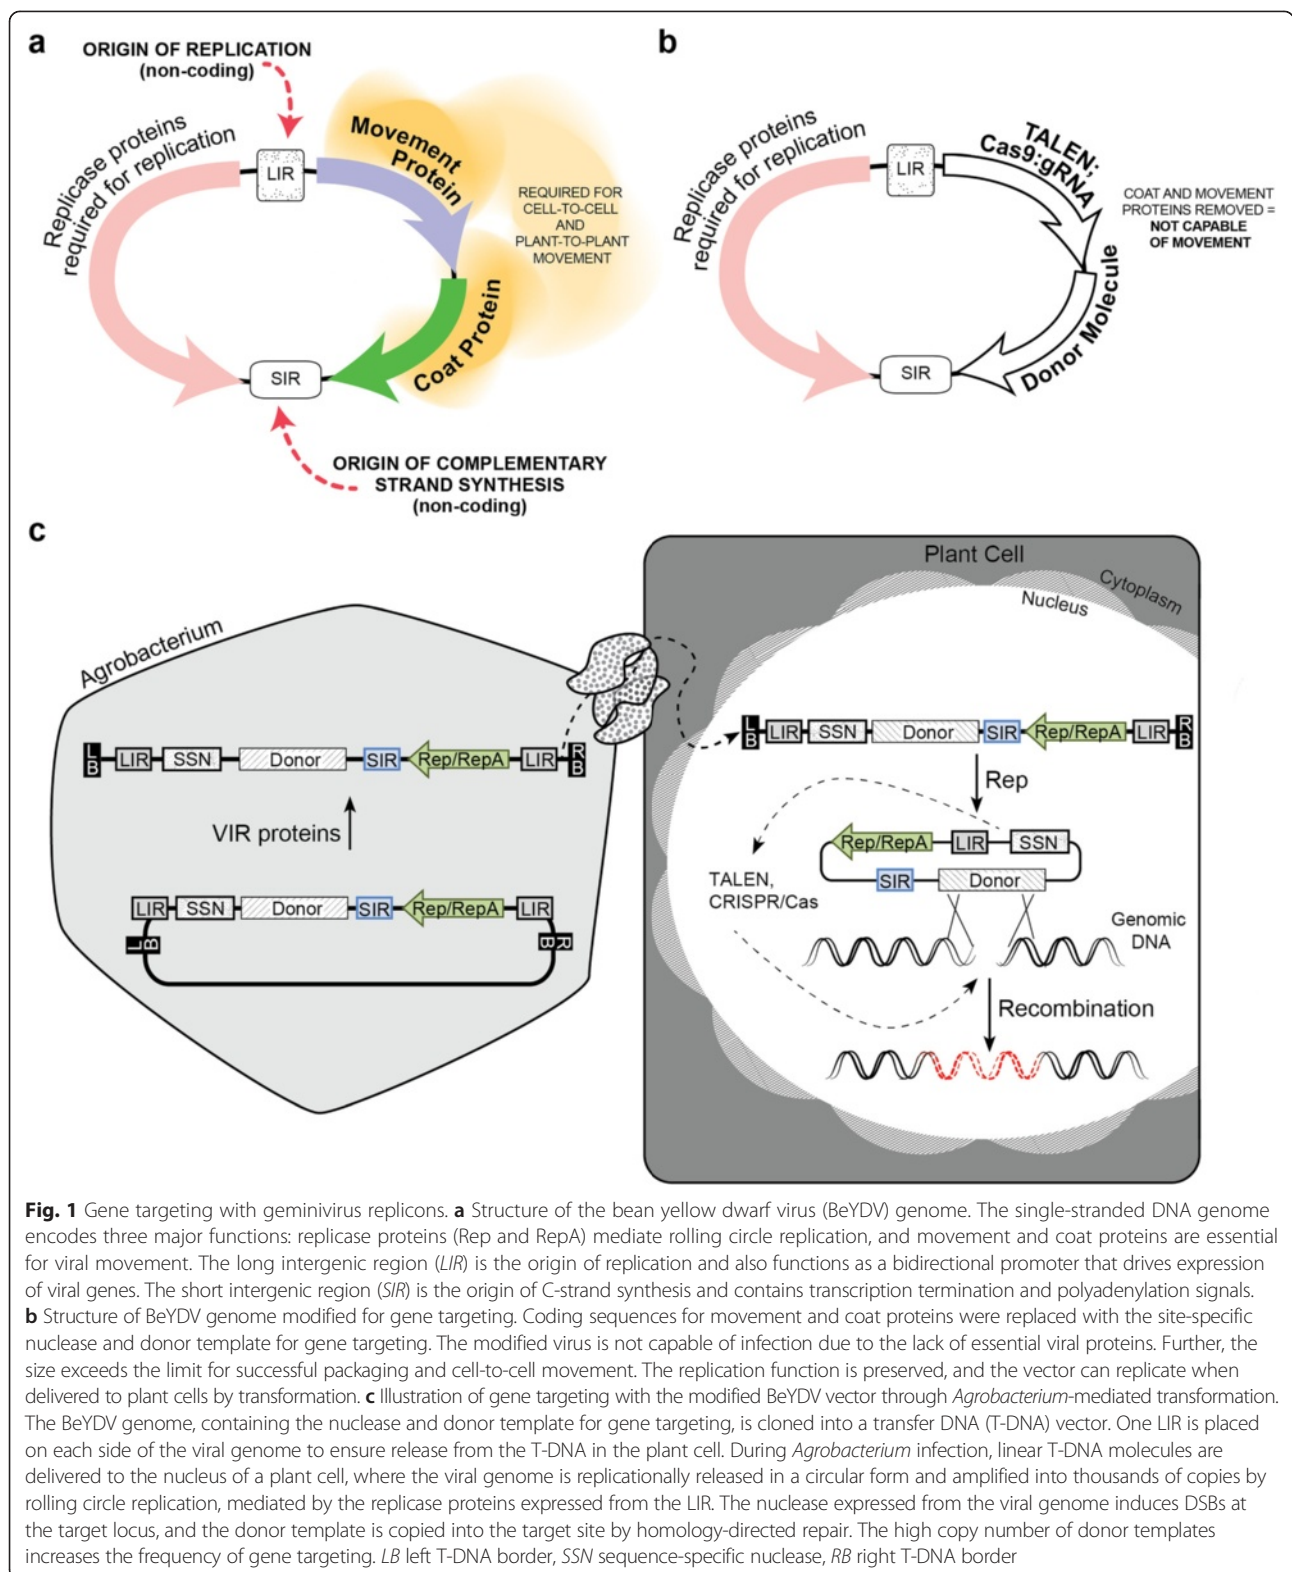 a
ORIGIN OF REPLICATION
(non-coding)
Replicase proteins
required for replication
LIR
Movement
Protein
REQUIRED FOR
CELL-TO-CELL
AND
PLANT-TO-PLANT
MOVEMENT
Coat Protein
SIR
ORIGIN OF COMPLEMENTARY
STRAND SYNTHESIS
(non-coding)
b
Replicase proteins
required for replication
LIR
TALEN;
Cas9:gRNA
COAT AND MOVEMENT
PROTEINS REMOVED =
NOT CAPABLE
OF MOVEMENT
Donor Molecule
SIR
c
Agrobacterium
LB LIR SSN Donor SIR Rep/RepA LIR RB
VIR proteins
LIR SSN Donor SIR Rep/RepA LIR
LB RB
Plant Cell
Cytoplasm
Nucleus
LB LIR SSN Donor SIR Rep/RepA LIR RB
Rep
Rep/RepA LIR SSN
SIR Donor
TALEN,
CRISPR/Cas
Genomic
DNA
Recombination
Fig. 1 Gene targeting with geminivirus replicons. a Structure of the bean yellow dwarf virus (BeYDV) genome. The single-stranded DNA genome
encodes three major functions: replicase proteins (Rep and RepA) mediate rolling circle replication, and movement and coat proteins are essential
for viral movement. The long intergenic region (LIR) is the origin of replication and also functions as a bidirectional promoter that drives expression
of viral genes. The short intergenic region (SIR) is the origin of C-strand synthesis and contains transcription termination and polyadenylation signals.
b Structure of BeYDV genome modified for gene targeting. Coding sequences for movement and coat proteins were replaced with the site-specific
nuclease and donor template for gene targeting. The modified virus is not capable of infection due to the lack of essential viral proteins. Further, the
size exceeds the limit for successful packaging and cell-to-cell movement. The replication function is preserved, and the vector can replicate when
delivered to plant cells by transformation. c Illustration of gene targeting with the modified BeYDV vector through Agrobacterium-mediated transformation.
The BeYDV genome, containing the nuclease and donor template for gene targeting, is cloned into a transfer DNA (T-DNA) vector. One LIR is placed
on each side of the viral genome to ensure release from the T-DNA in the plant cell. During Agrobacterium infection, linear T-DNA molecules are
delivered to the nucleus of a plant cell, where the viral genome is replicationally released in a circular form and amplified into thousands of copies by
rolling circle replication, mediated by the replicase proteins expressed from the LIR. The nuclease expressed from the viral genome induces DSBs at
the target locus, and the donor template is copied into the target site by homology-directed repair. The high copy number of donor templates
increases the frequency of gene targeting. LB left T-DNA border, SSN sequence-specific nuclease, RB right T-DNA border